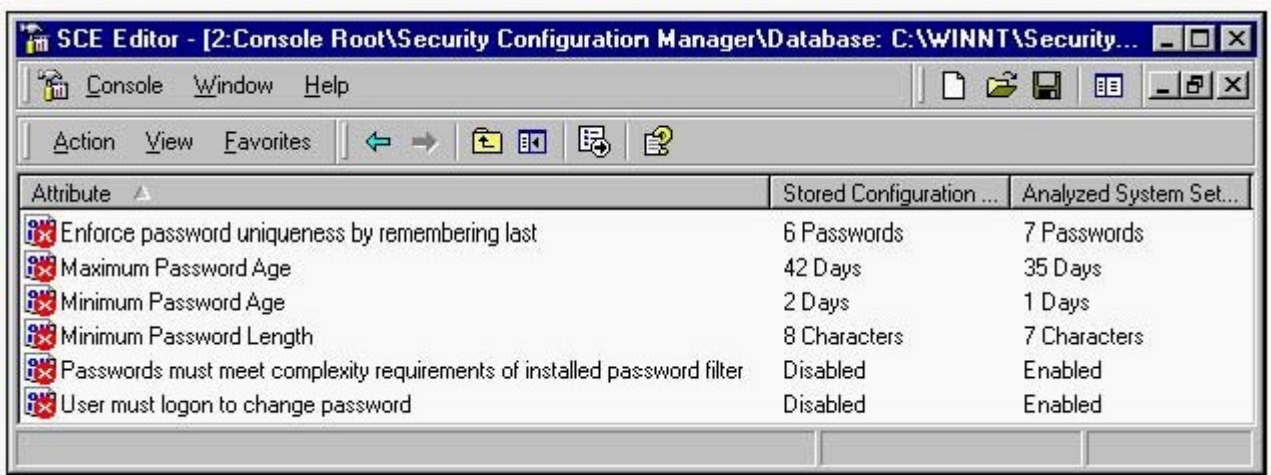 SCE Editor - [2:Console Root\Security Configuration Manager\Database: C:\WINNT\Security...
Console Window Help
Action View Favorites
Attribute Stored Configuration ... Analyzed System Set...
Enforce password uniqueness by remembering last 6 Passwords 7 Passwords
Maximum Password Age 42 Days 35 Days
Minimum Password Age 2 Days 1 Days
Minimum Password Length 8 Characters 7 Characters
Passwords must meet complexity requirements of installed password filter Disabled Enabled
User must logon to change password Disabled Enabled